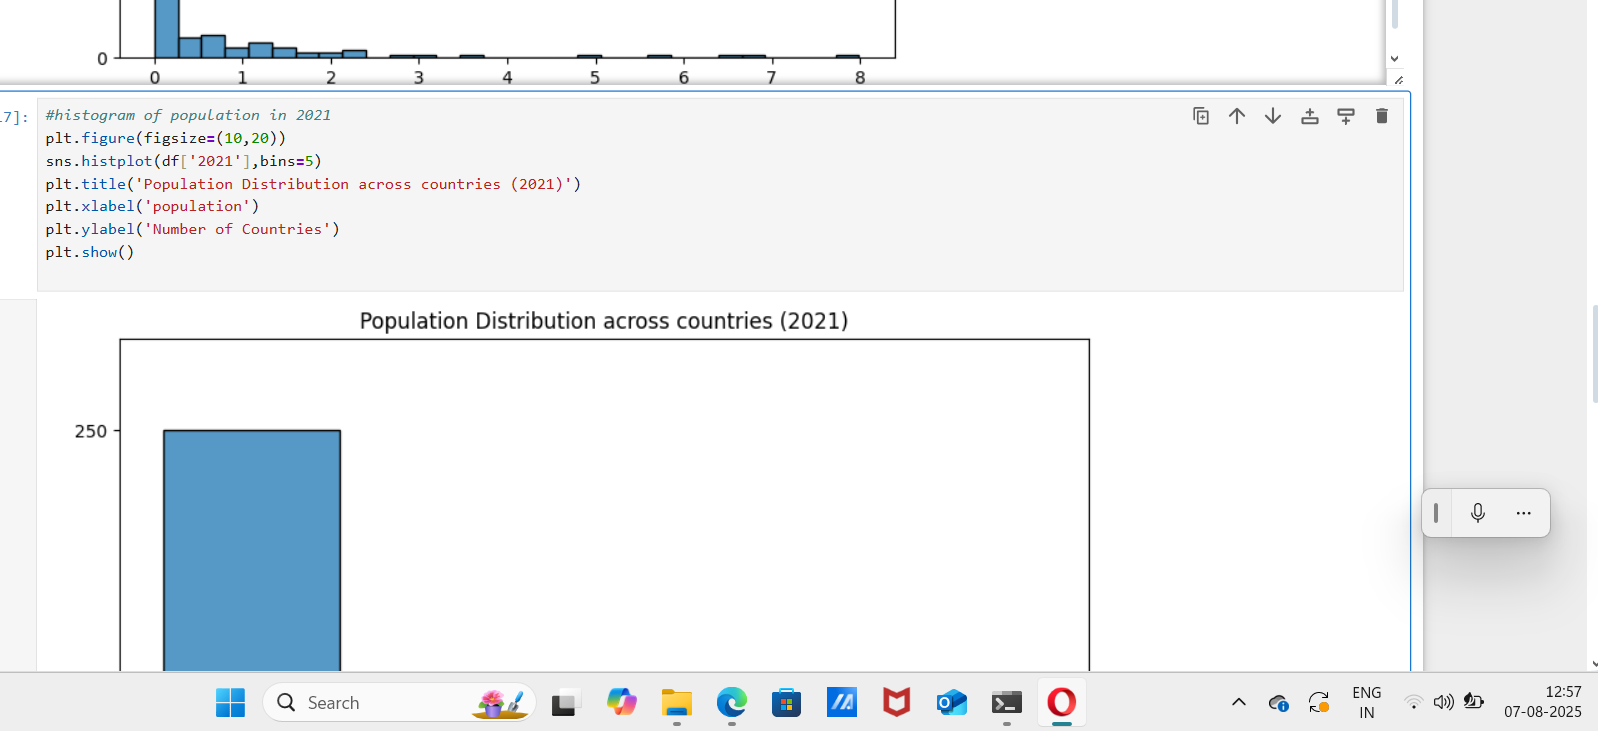 0
0 1 2 3 4 5 6 7 8
7]:
#histogram of population in 2021
plt.figure(figsize=(10,20))
sns.histplot(df['2021'],bins=5)
plt.title('Population Distribution across countries (2021)')
plt.xlabel('population')
plt.ylabel('Number of Countries')
plt.show()
Population Distribution across countries (2021)
250
Search
ENG
IN
12:57
07-08-2025